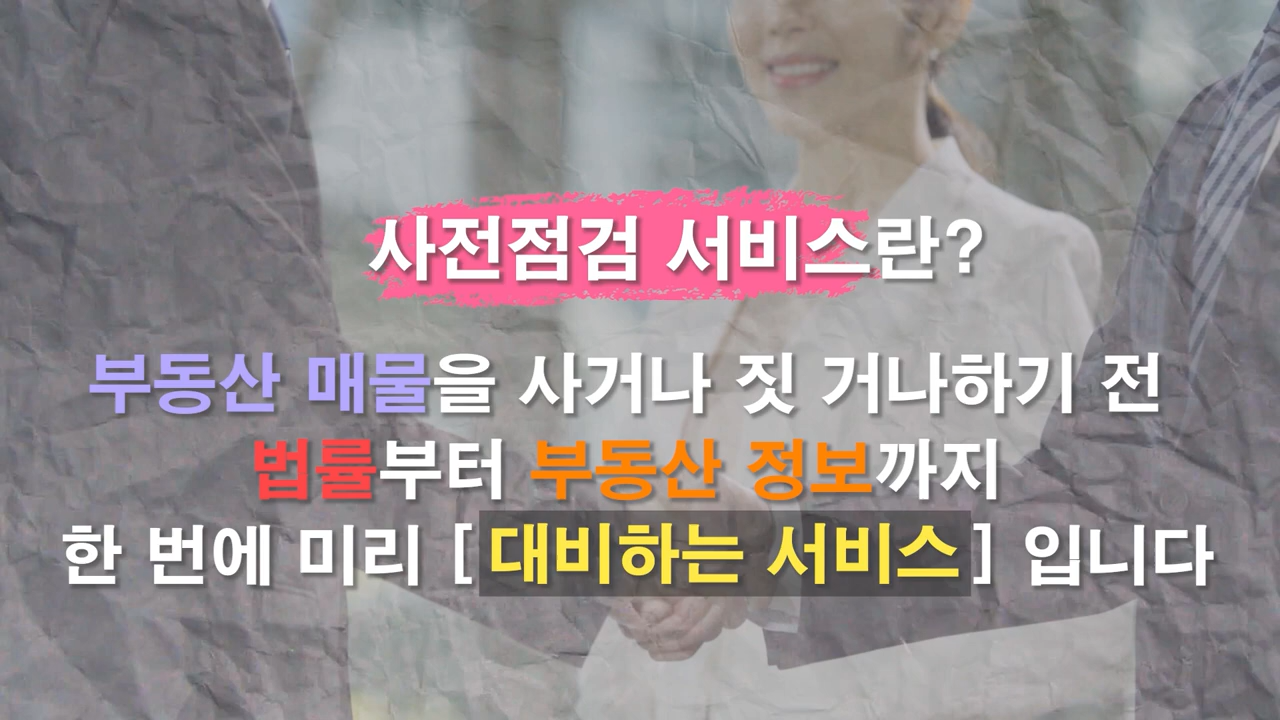 사전점검 서비스란?
부동산 매물을 사거나 짓 거나하기 전
법률부터 부동산 정보까지
한 번에 미리 [대비하는 서비스] 입니다